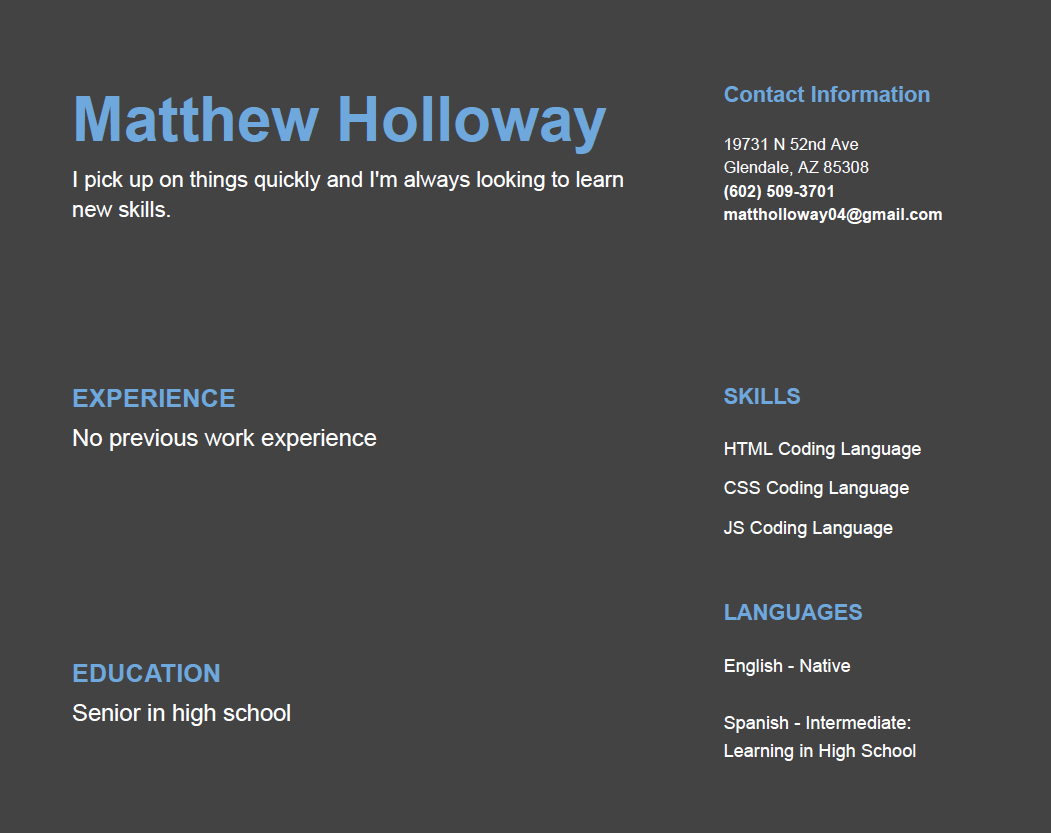 Matthew Holloway
I pick up on things quickly and I'm always looking to learn
new skills.
Contact Information
19731 N 52nd Ave
Glendale, AZ 85308
(602) 509-3701
mattholloway04@gmail.com
EXPERIENCE
No previous work experience
EDUCATION
Senior in high school
SKILLS
HTML Coding Language
CSS Coding Language
JS Coding Language
LANGUAGES
English - Native
Spanish - Intermediate:
Learning in High School